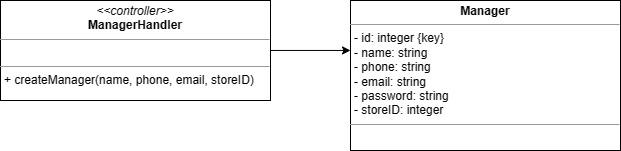 <<controller>>
ManagerHandler
+ createManager(name, phone, email, storeID)
Manager
- id: integer {key}
- name: string
- phone: string
- email: string
- password: string
- storeID: integer